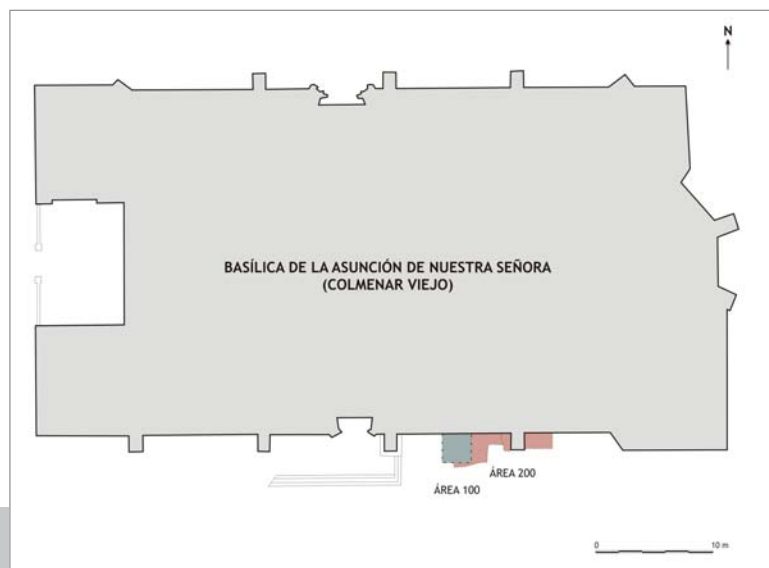 N
BASÍLICA DE LA ASUNCIÓN DE NUESTRA SEÑORA
(COLMENAR VIEJO)
ÁREA 200
ÁREA 100
0 10 m